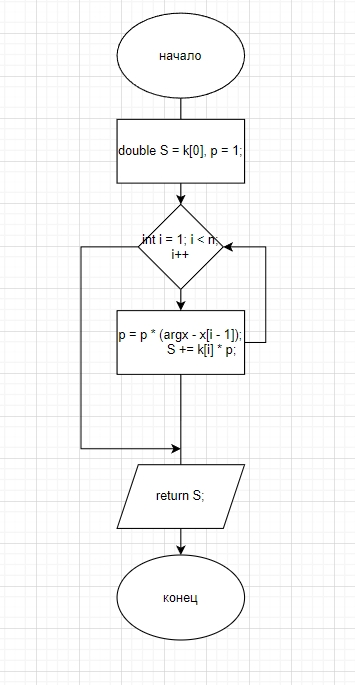 начало
double S = k[0], p = 1;
int i = 1; i < n;
i++
p = p * (argx - x[i - 1]);
S += k[i] * p;
return S;
конец